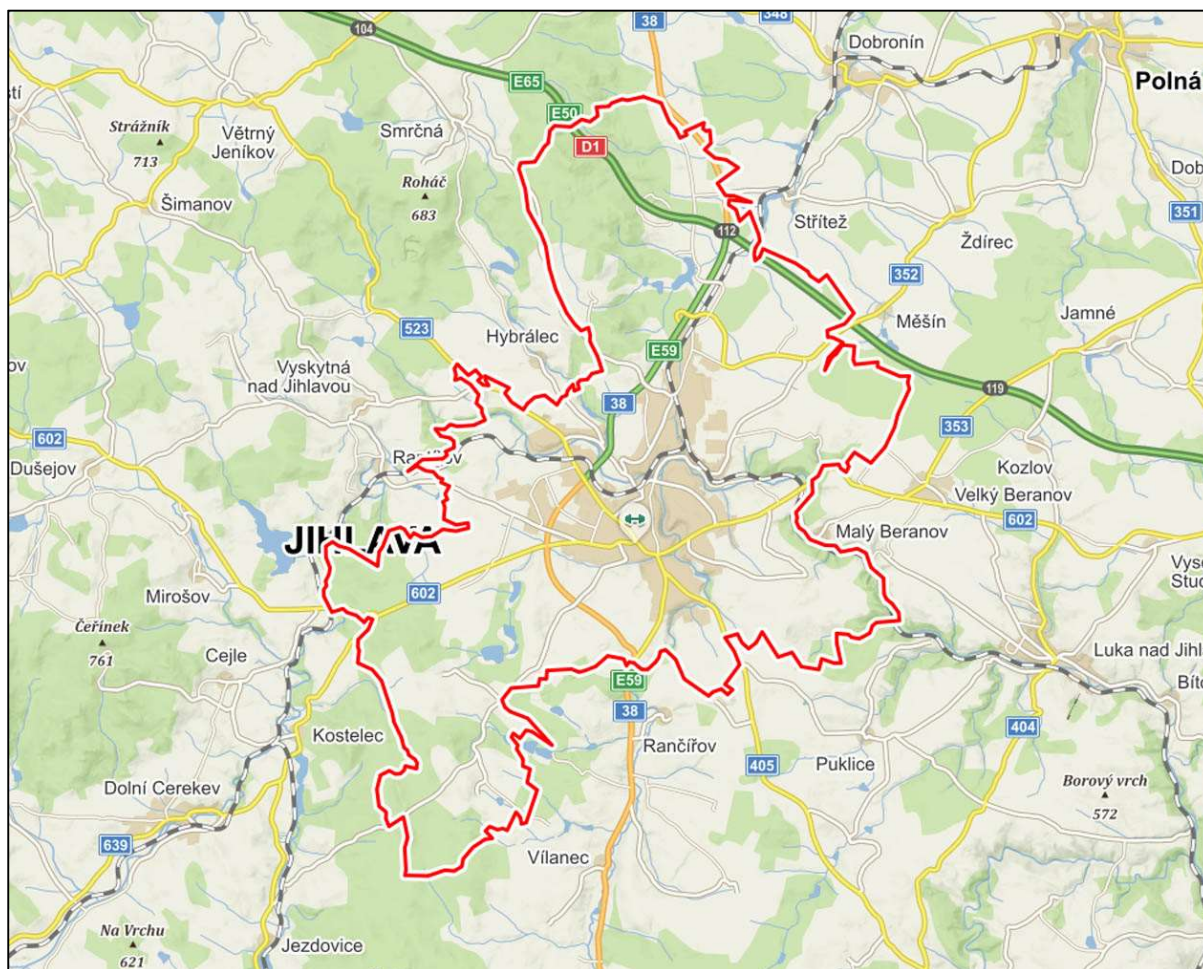 348
38
104
Dobronín
E65
Polná
Strážník
713
Větrný
Jeníkov
Smrčná
E50
D1
Dob
Roháč
683
Šimanov
351
Střítež
112
Ždírec
352
523
Hybrálec
Měšín
Jamné
E59
ov
Vyskytná
nad Jihlavou
38
119
353
602
Dušejov
Rantířov
Kozlov
Velký Beranov
602
JIHLAVA
Malý Beranov
Vyso
Stud
Mirošov
602
Čeřínek
761
Cejle
Luka nad Jihl
Bíto
E59
38
Kostelec
Rančířov
404
405
Puklice
Dolní Cerekev
Borový vrch
572
639
Vílanec
Na Vrchu
621
Jezdovice